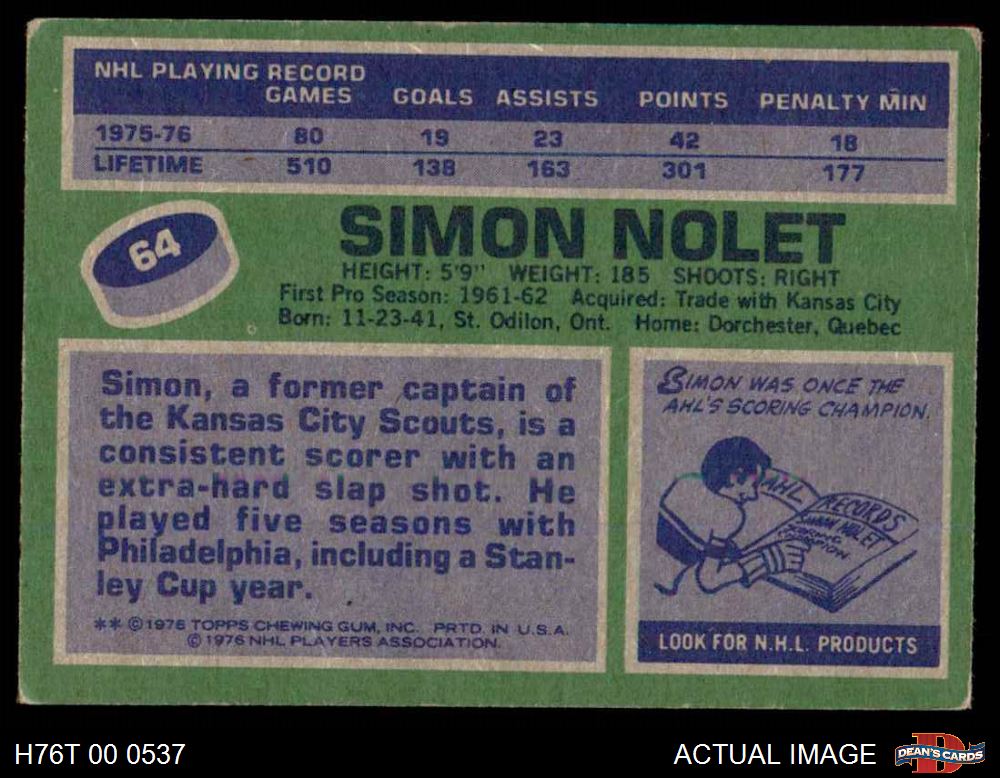 NHL PLAYING RECORD
GAMES GOALS ASSISTS POINTS PENALTY MIN
1975-76 80 19 23 42 18
LIFETIME 510 138 163 301 177
64
SIMON NOLET
HEIGHT: 5'9" WEIGHT: 185 SHOOTS: RIGHT
First Pro Season: 1961-62 Acquired: Trade with Kansas City
Born: 11-23-41, St. Odilon, Ont. Home: Dorchester, Quebec
Simon, a former captain of
the Kansas City Scouts, is a
consistent scorer with an
extra-hard slap shot. He
played five seasons with
Philadelphia, including a Stan-
ley Cup year.
** ©1976 TOPPS CHEWING GUM, INC. PRTD. IN U.S.A.
© 1976 NHL PLAYERS ASSOCIATION.
SIMON WAS ONCE THE
AHL'S SCORING CHAMPION.
AHL RECORDS
SIMON NOLET
SCORING
CHAMPION
LOOK FOR N.H.L. PRODUCTS
H76T 00 0537 ACTUAL IMAGE
DEAN'S CARDS